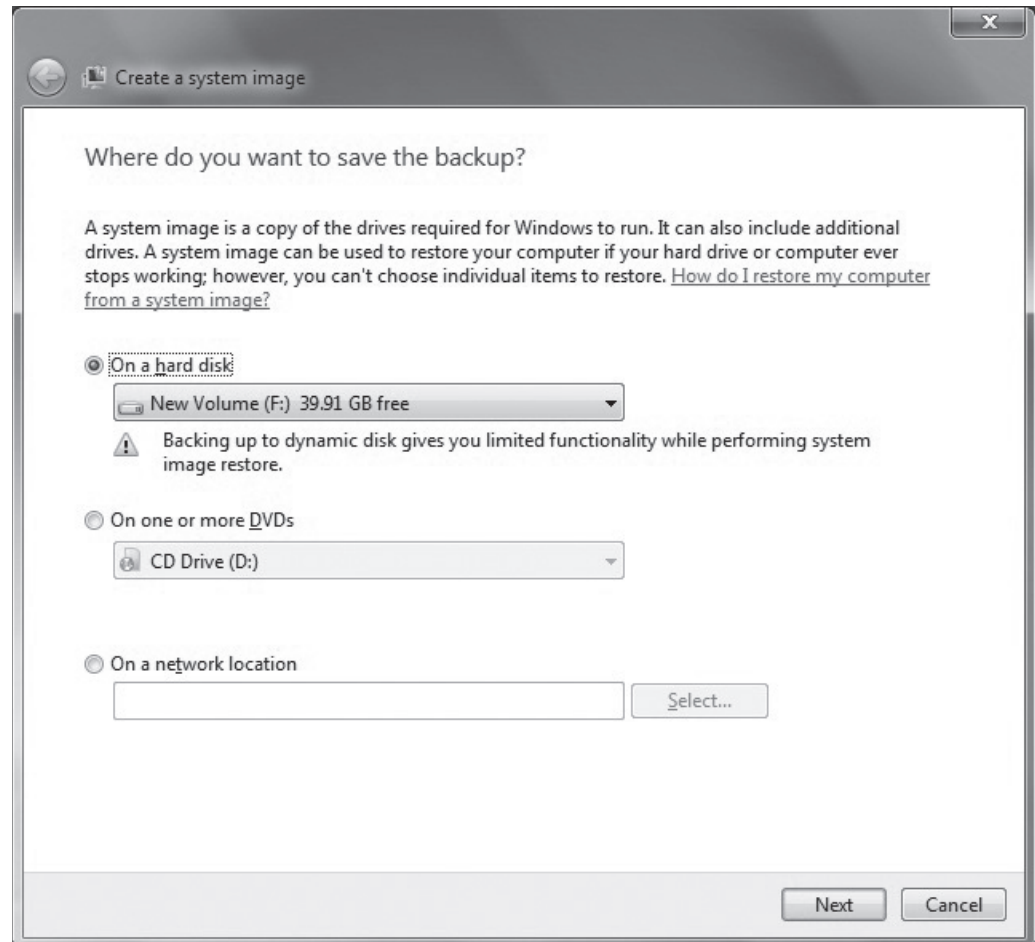 Create a system image
Where do you want to save the backup?
A system image is a copy of the drives required for Windows to run. It can also include additional
drives. A system image can be used to restore your computer if your hard drive or computer ever
stops working; however, you can't choose individual items to restore. How do I restore my computer
from a system image?
On a hard disk
New Volume (F:) 39.91 GB free
Backing up to dynamic disk gives you limited functionality while performing system
image restore.
On one or more DVDs
CD Drive (D:)
On a network location
Select...
Next Cancel